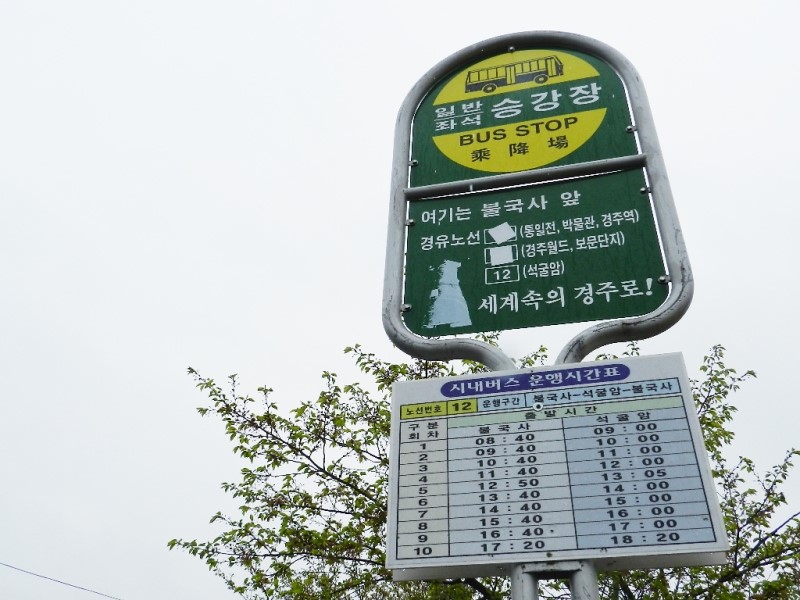 일반
좌석 승강장
BUS STOP
乘降場
여기는 불국사 앞
경유노선 (통일전, 박물관, 경주역)
(경주월드, 보문단지)
12 (석굴암)
세계속의 경주로!
시내버스 운행시간표
노선번호 12 운행구간 불국사-석굴암-불국사
구분 출발시간
회차 불국사 석굴암
1 08:40 09:00
2 09:40 10:00
3 10:40 11:00
4 11:40 12:00
5 12:50 13:05
6 13:40 14:00
7 14:40 15:00
8 15:40 16:00
9 16:40 17:00
10 17:20 18:20